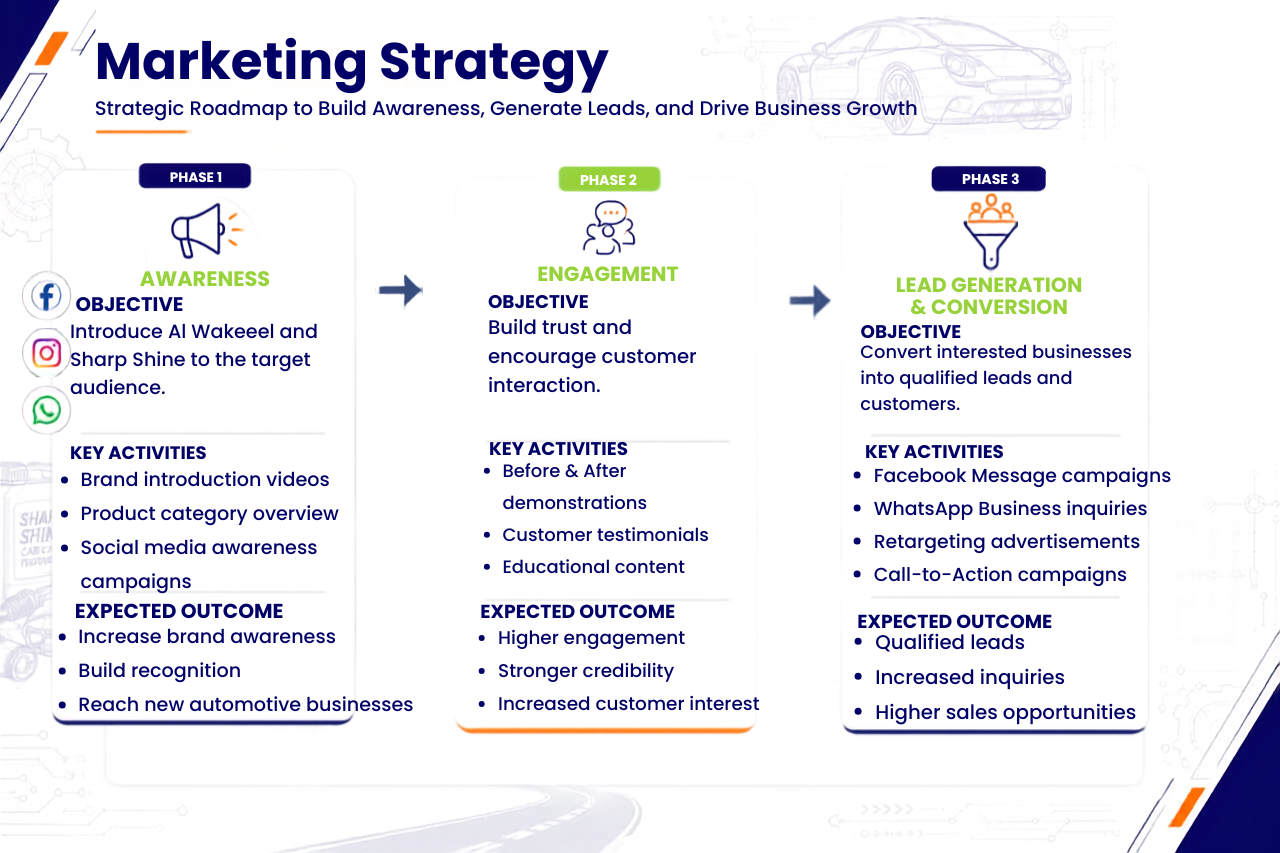 Marketing Strategy
Strategic Roadmap to Build Awareness, Generate Leads, and Drive Business Growth
PHASE 1
AWARENESS
OBJECTIVE
Introduce Al Wakeeel and
Sharp Shine to the target
audience.
KEY ACTIVITIES
• Brand introduction videos
• Product category overview
• Social media awareness
campaigns
EXPECTED OUTCOME
• Increase brand awareness
• Build recognition
• Reach new automotive businesses
PHASE 2
ENGAGEMENT
OBJECTIVE
Build trust and
encourage customer
interaction.
KEY ACTIVITIES
• Before & After
demonstrations
• Customer testimonials
• Educational content
EXPECTED OUTCOME
• Higher engagement
• Stronger credibility
• Increased customer interest
PHASE 3
LEAD GENERATION
& CONVERSION
OBJECTIVE
Convert interested businesses
into qualified leads and
customers.
KEY ACTIVITIES
• Facebook Message campaigns
• WhatsApp Business inquiries
• Retargeting advertisements
• Call-to-Action campaigns
EXPECTED OUTCOME
• Qualified leads
• Increased inquiries
• Higher sales opportunities